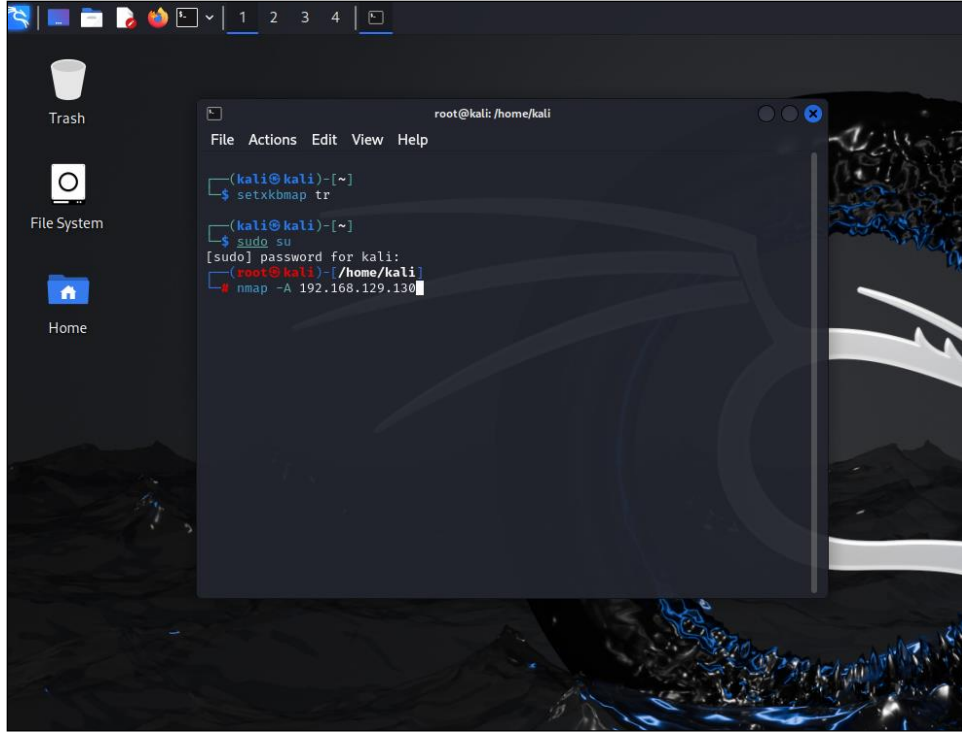 1 2 3 4
Trash
File System
Home
root@kali: /home/kali
File Actions Edit View Help
┌──(kali㉿kali)-[~]
└─$ setxkbmap tr
┌──(kali㉿kali)-[~]
└─$ sudo su
[sudo] password for kali:
┌──(root㉿kali)-[/home/kali]
└─# nmap -A 192.168.129.130